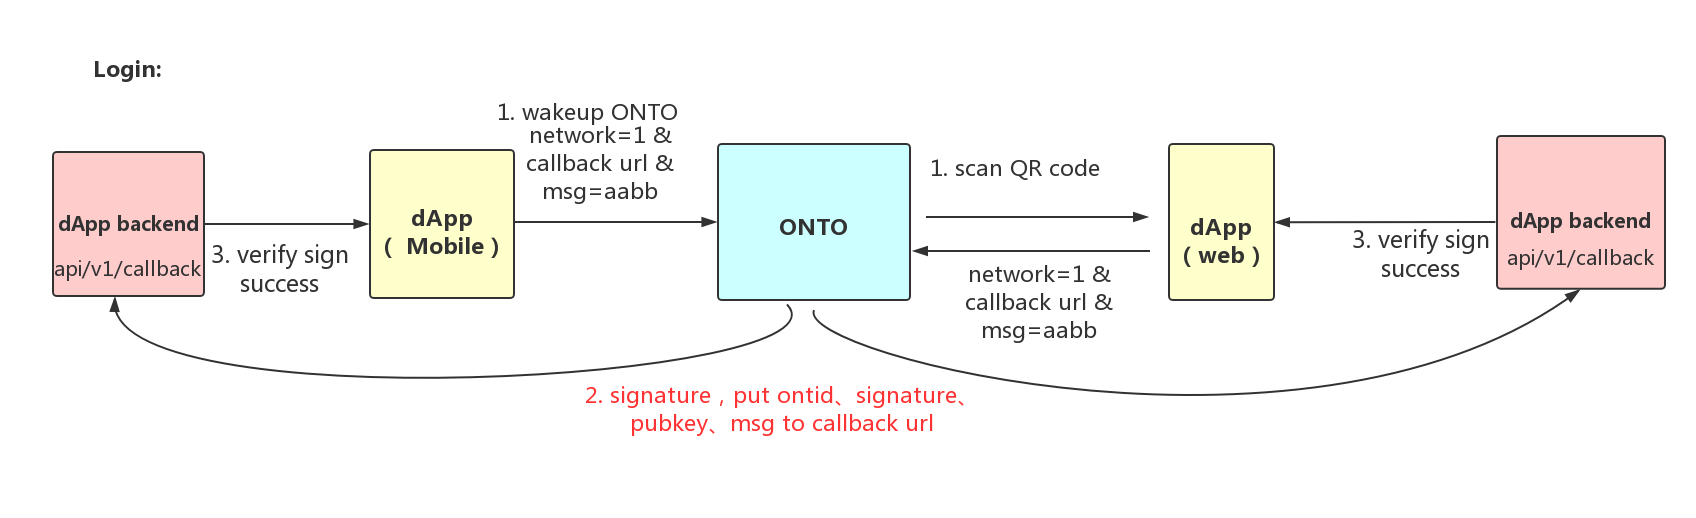 Login:
1. wakeup ONTO
network=1 &
callback url &
msg=aabb
dApp backend
api/v1/callback
3. verify sign
success
dApp
( Mobile )
ONTO
1. scan QR code
network=1 &
callback url &
msg=aabb
dApp
( web )
3. verify sign
success
dApp backend
api/v1/callback
2. signature , put ontid、signature、
pubkey、msg to callback url